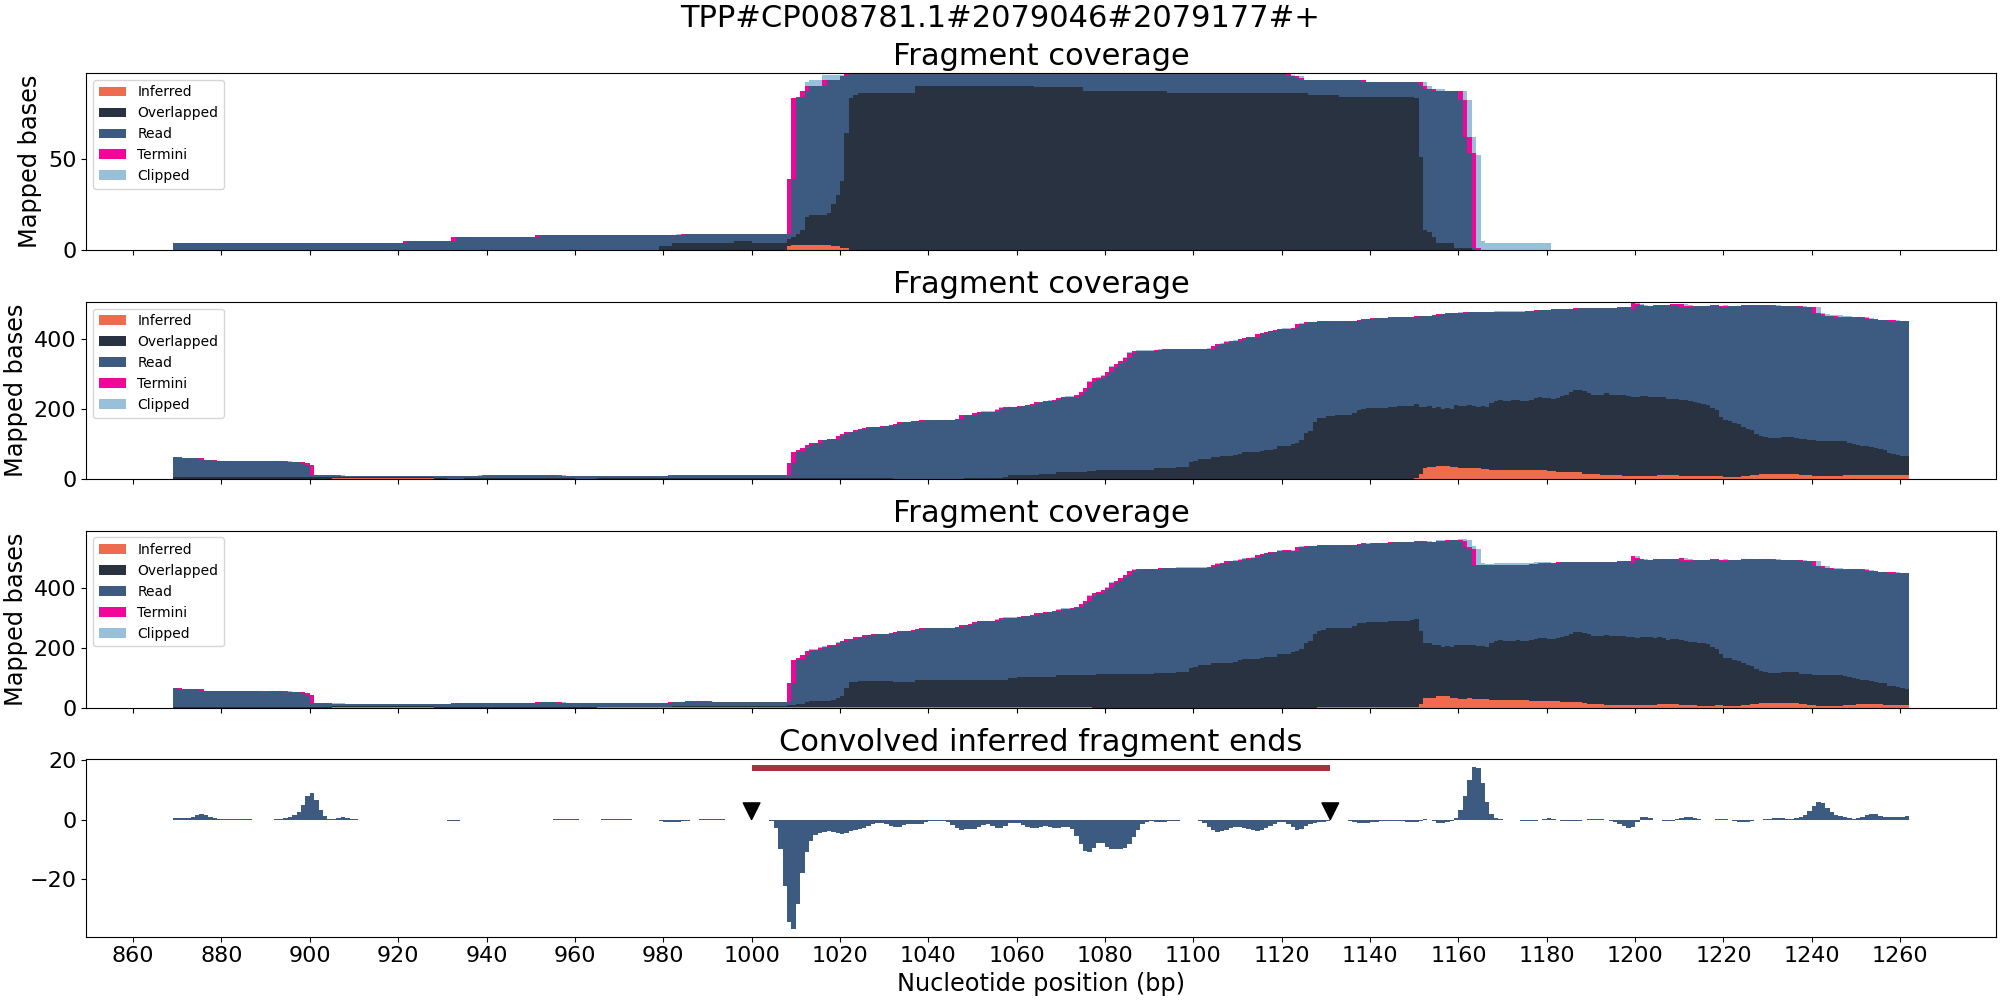 TPP#CP008781.1#2079046#2079177#+
Fragment coverage
Mapped bases
50
0
Inferred
Overlapped
Read
Termini
Clipped
Fragment coverage
Mapped bases
400
200
0
Inferred
Overlapped
Read
Termini
Clipped
Fragment coverage
Mapped bases
400
200
0
Inferred
Overlapped
Read
Termini
Clipped
Convolved inferred fragment ends
20
0
−20
860 880 900 920 940 960 980 1000 1020 1040 1060 1080 1100 1120 1140 1160 1180 1200 1220 1240 1260
Nucleotide position (bp)